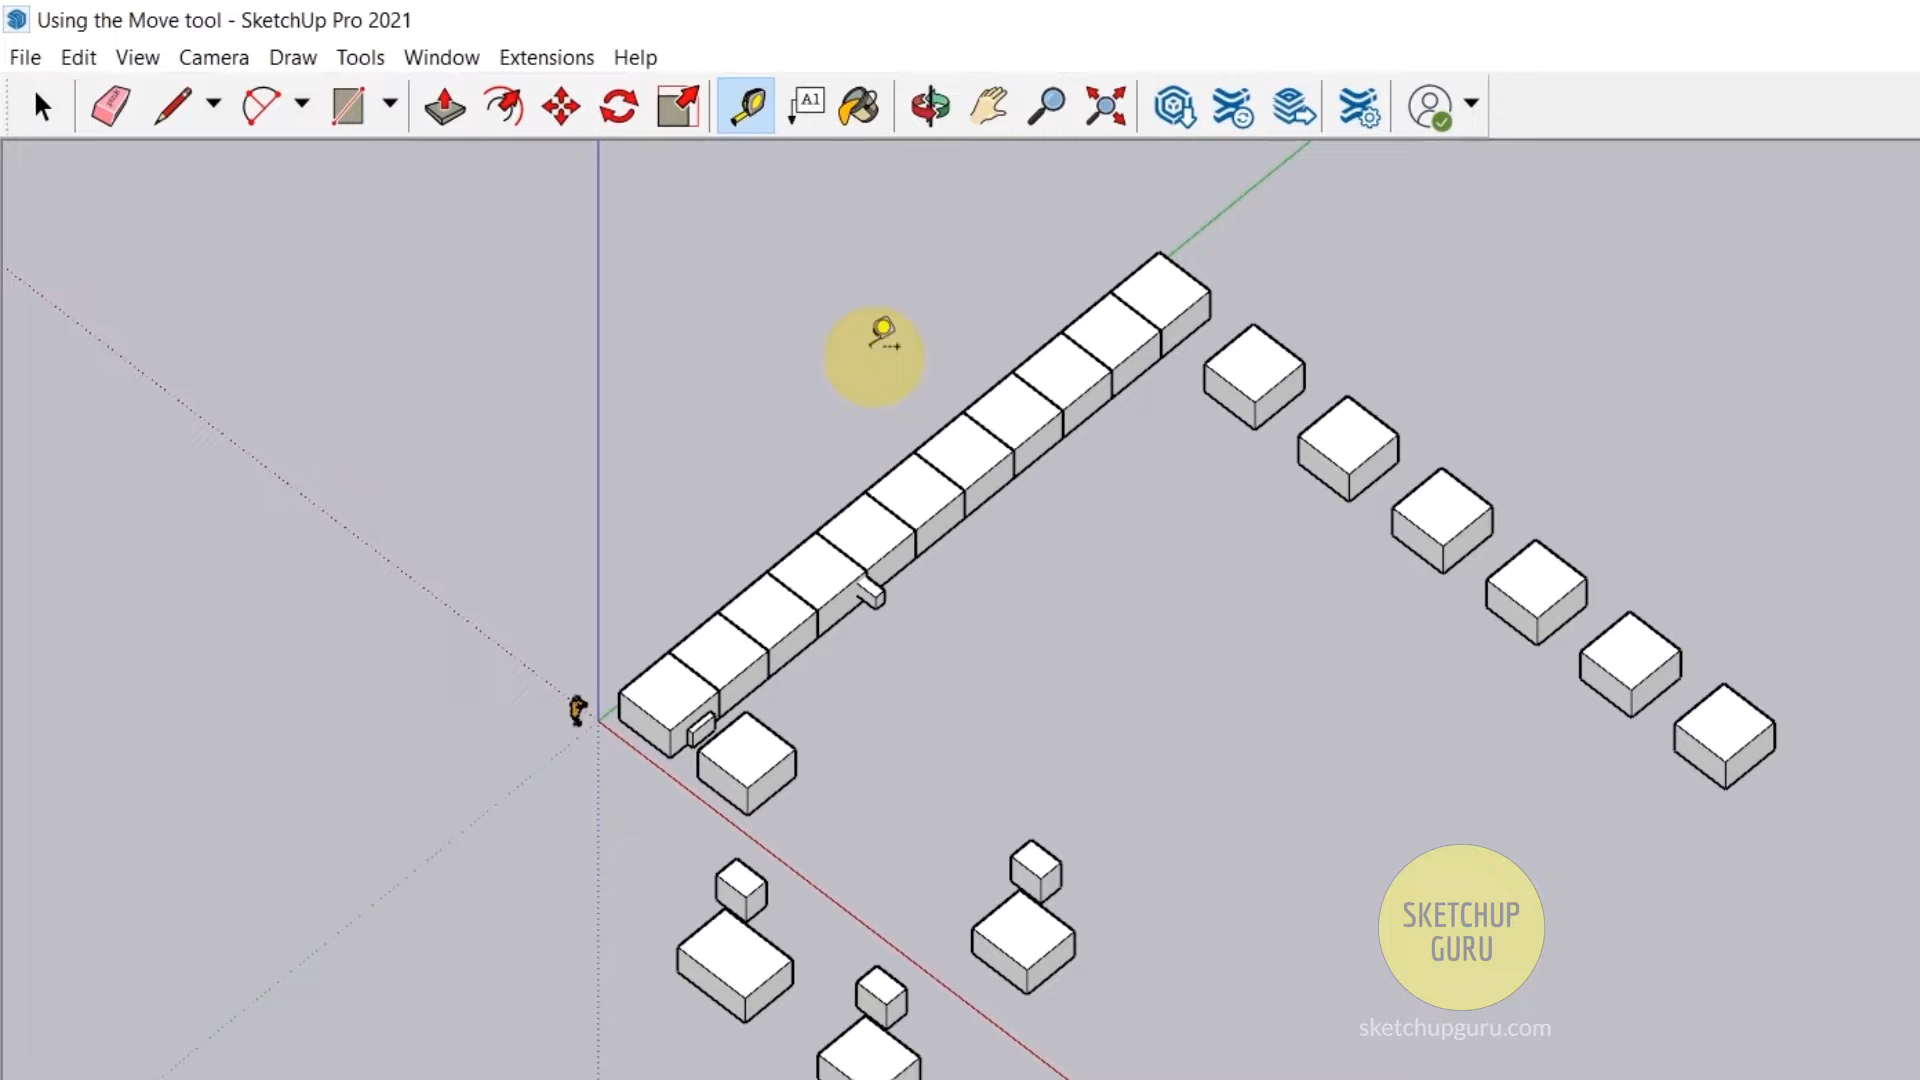 Using the Move tool - SketchUp Pro 2021
File Edit View Camera Draw Tools Window Extensions Help
A1
SKETCHUP
GURU
sketchupguru.com